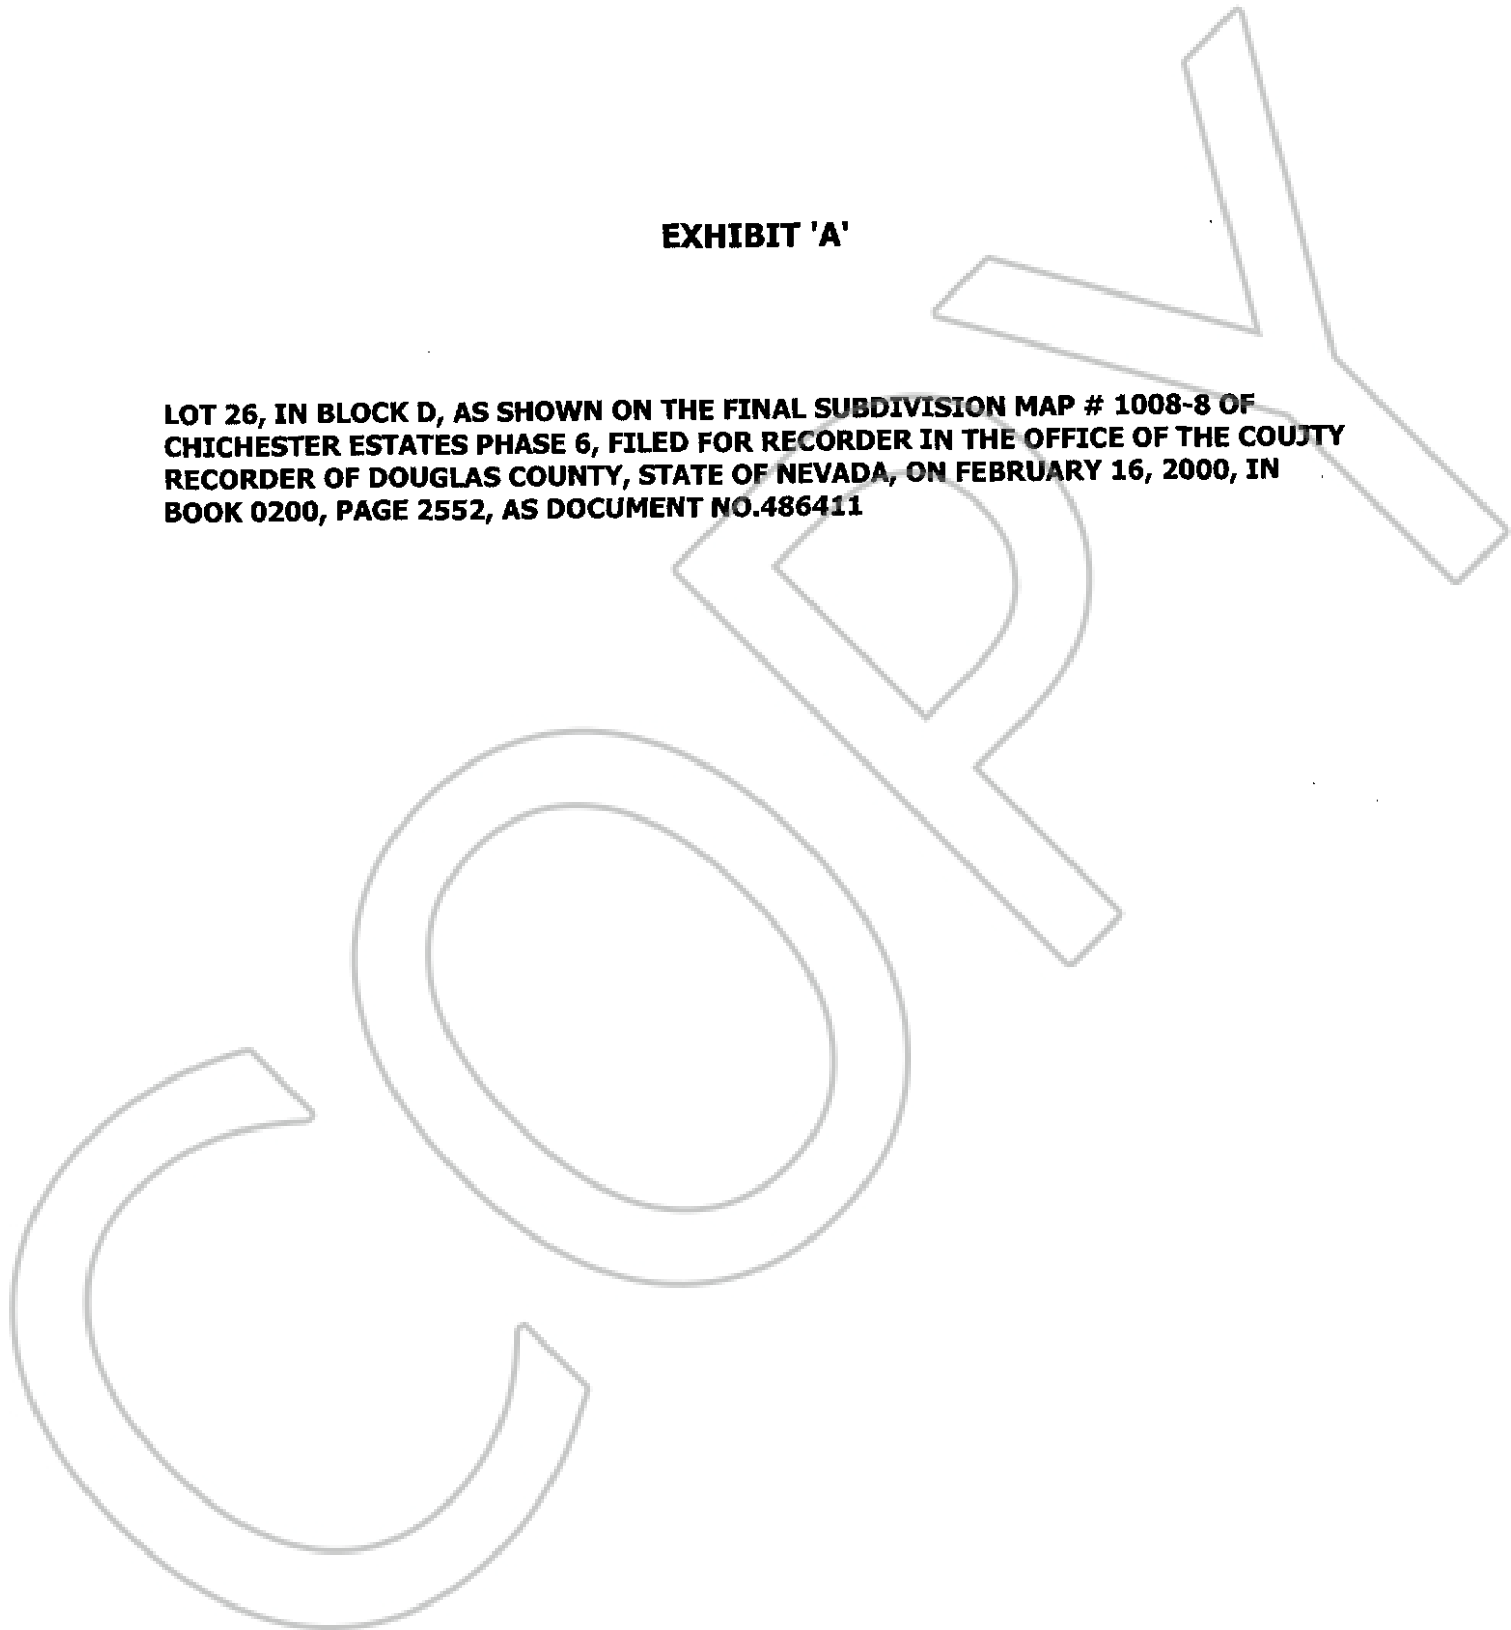 EXHIBIT 'A'
LOT 26, IN BLOCK D, AS SHOWN ON THE FINAL SUBDIVISION MAP # 1008-8 OF
CHICHESTER ESTATES PHASE 6, FILED FOR RECORDER IN THE OFFICE OF THE COUJTY
RECORDER OF DOUGLAS COUNTY, STATE OF NEVADA, ON FEBRUARY 16, 2000, IN
BOOK 0200, PAGE 2552, AS DOCUMENT NO.486411
COPY